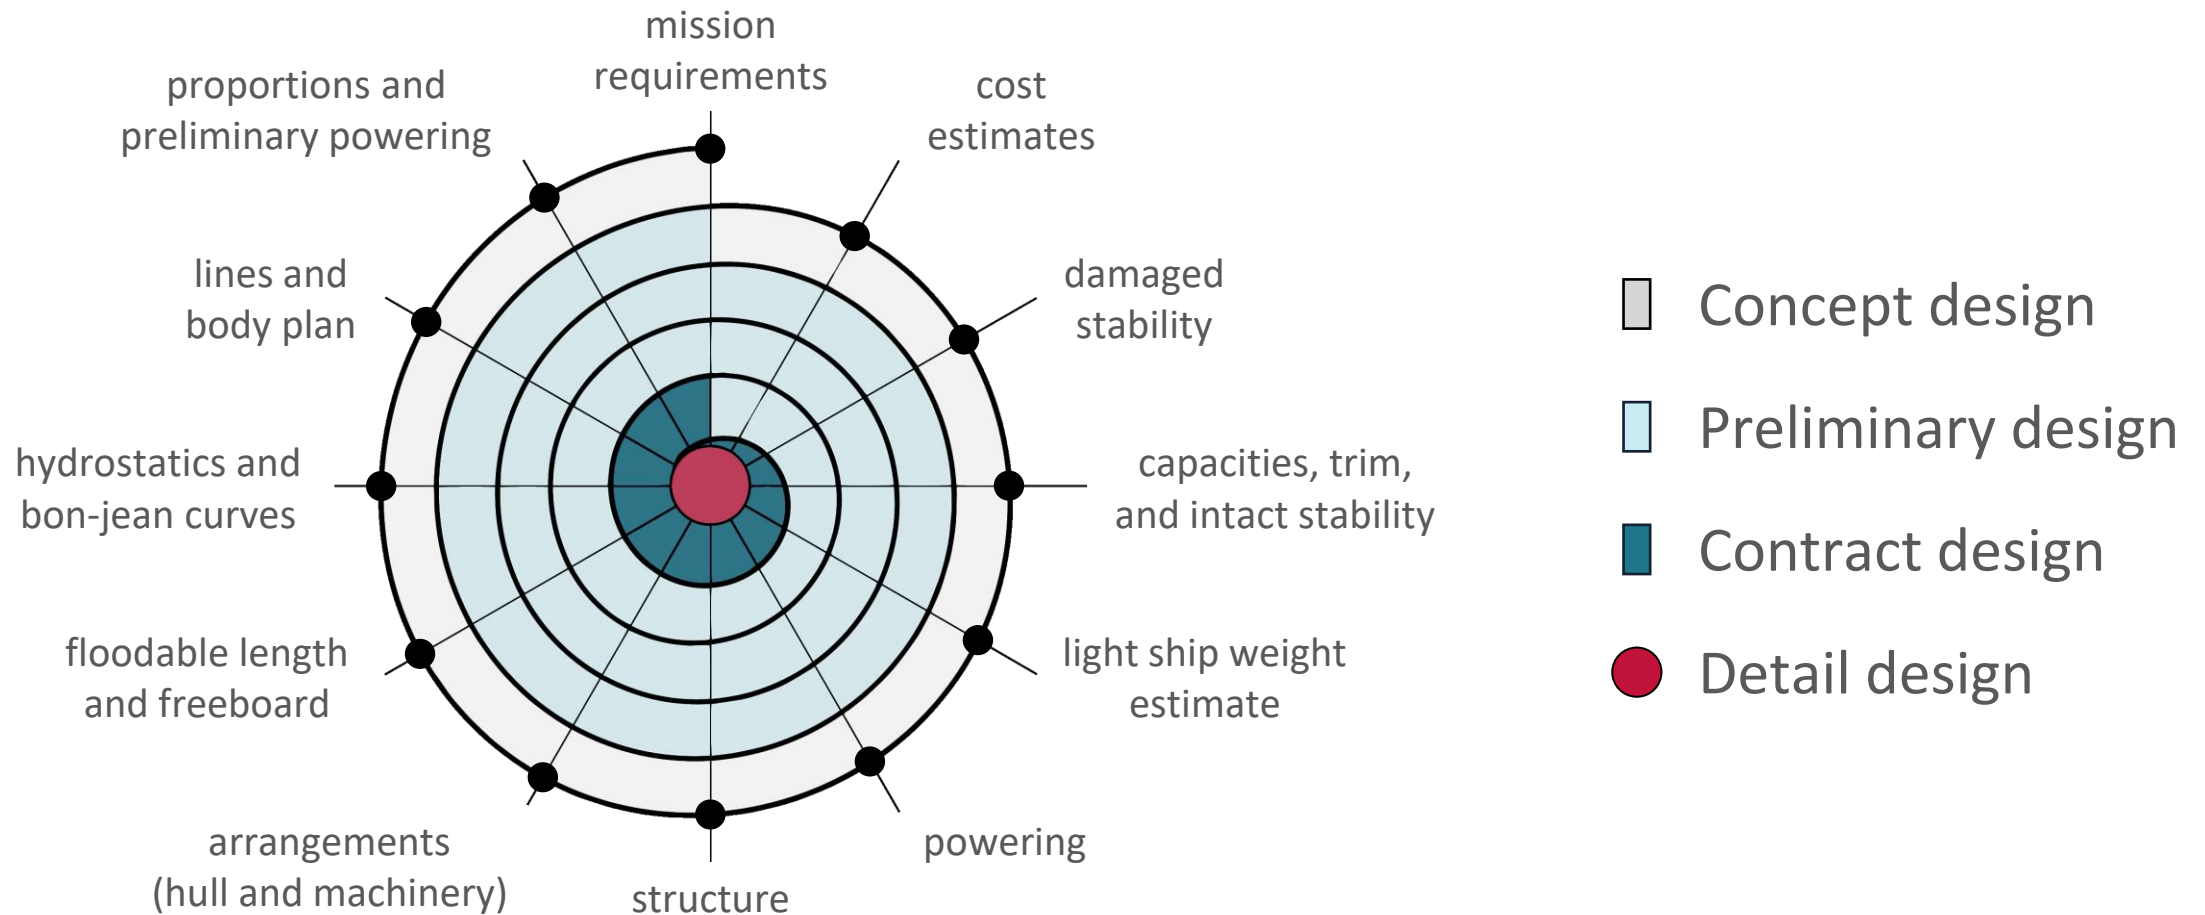 mission
requirements
cost
estimates
damaged
stability
capacities, trim,
and intact stability
light ship weight
estimate
powering
structure
arrangements
(hull and machinery)
floodable length
and freeboard
hydrostatics and
bon-jean curves
lines and
body plan
proportions and
preliminary powering
Concept design
Preliminary design
Contract design
Detail design